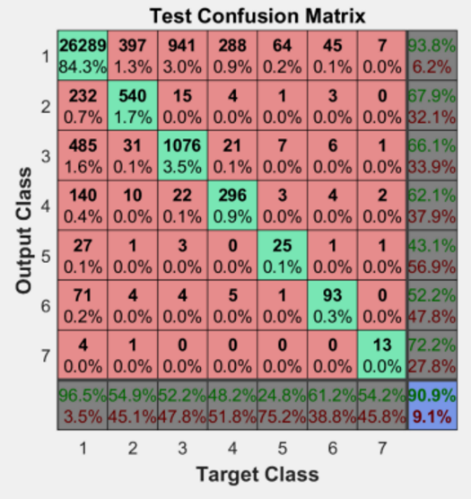 Test Confusion Matrix
1 26289 397 941 288 64 45 7 93.8%
84.3% 1.3% 3.0% 0.9% 0.2% 0.1% 0.0% 6.2%
2 232 540 15 4 1 3 0 67.9%
0.7% 1.7% 0.0% 0.0% 0.0% 0.0% 0.0% 32.1%
3 485 31 1076 21 7 6 1 66.1%
1.6% 0.1% 3.5% 0.1% 0.0% 0.0% 0.0% 33.9%
4 140 10 22 296 3 4 2 62.1%
0.4% 0.0% 0.1% 0.9% 0.0% 0.0% 0.0% 37.9%
5 27 1 3 0 25 1 1 43.1%
0.1% 0.0% 0.0% 0.0% 0.1% 0.0% 0.0% 56.9%
6 71 4 4 5 1 93 0 52.2%
0.2% 0.0% 0.0% 0.0% 0.0% 0.3% 0.0% 47.8%
7 4 1 0 0 0 0 13 72.2%
0.0% 0.0% 0.0% 0.0% 0.0% 0.0% 0.0% 27.8%
96.5% 54.9% 52.2% 48.2% 24.8% 61.2% 54.2% 90.9%
3.5% 45.1% 47.8% 51.8% 75.2% 38.8% 45.8% 9.1%
1 2 3 4 5 6 7
Target Class
Output Class